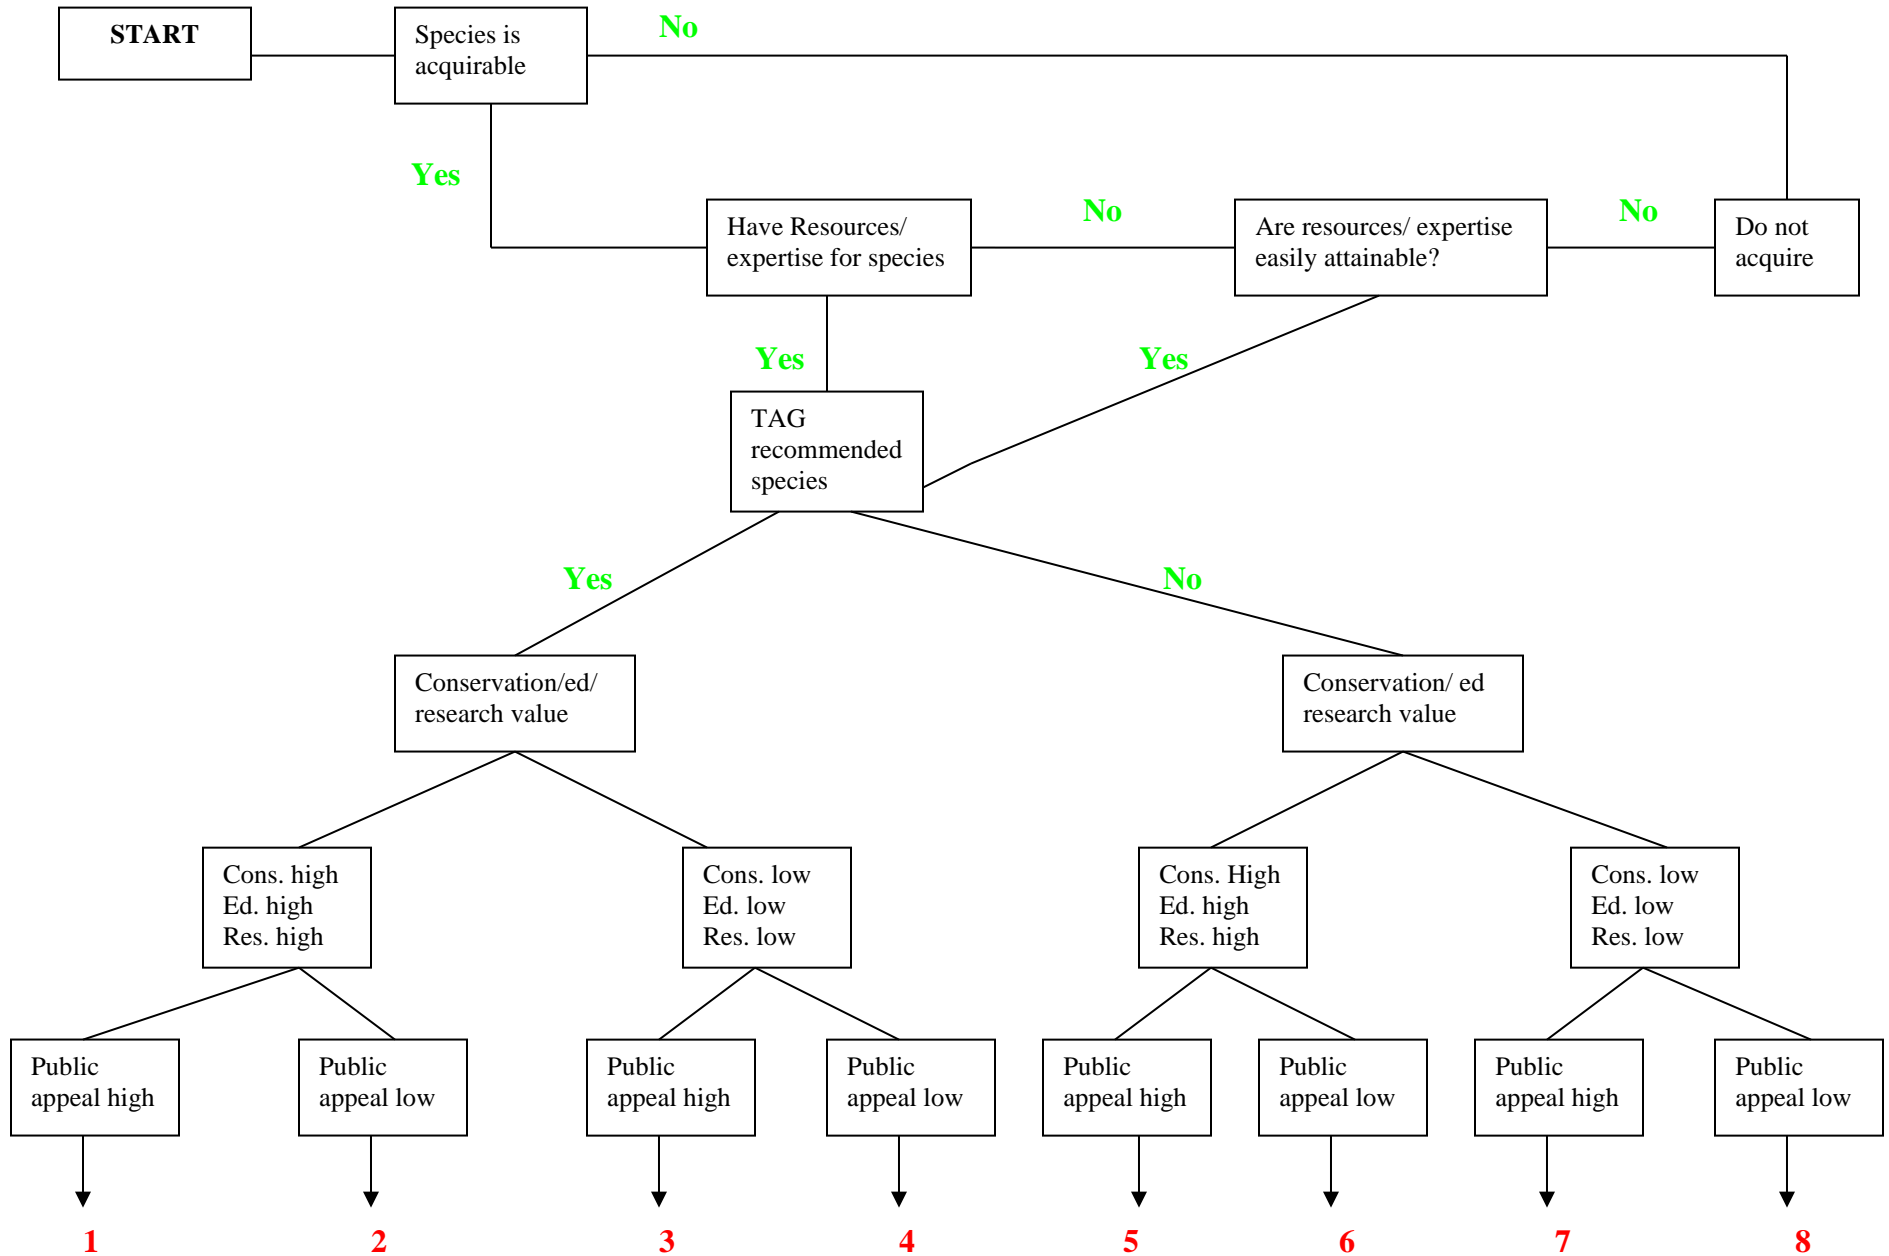 START
Species is
acquirable
No
Yes
Have Resources/
expertise for species
No
Are resources/ expertise
easily attainable?
No
Do not
acquire
Yes
Yes
TAG
recommended
species
Yes
No
Conservation/ed/
research value
Conservation/ ed
research value
Cons. high
Ed. high
Res. high
Cons. low
Ed. low
Res. low
Cons. High
Ed. high
Res. high
Cons. low
Ed. low
Res. low
Public
appeal high
Public
appeal low
Public
appeal high
Public
appeal low
Public
appeal high
Public
appeal low
Public
appeal high
Public
appeal low
1
2
3
4
5
6
7
8